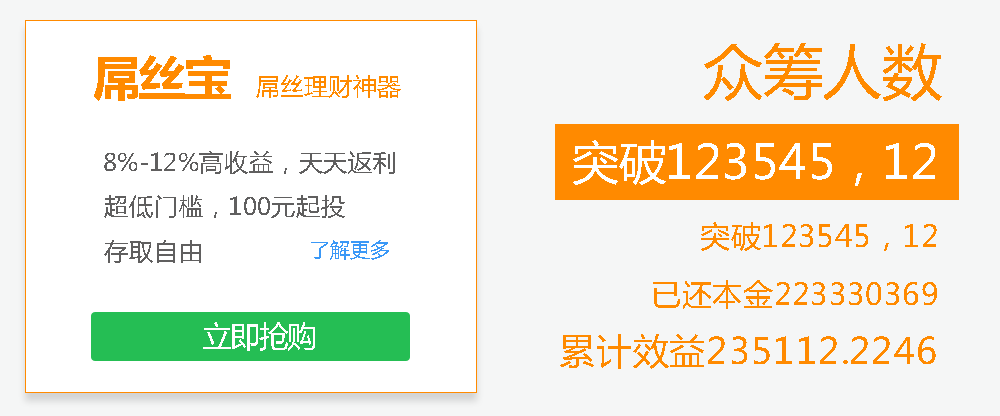 屌丝宝 屌丝理财神器
8%-12%高收益，天天返利
超低门槛，100元起投
存取自由 了解更多
立即抢购
众筹人数
突破123545，12
突破123545，12
已还本金223330369
累计效益235112.2246